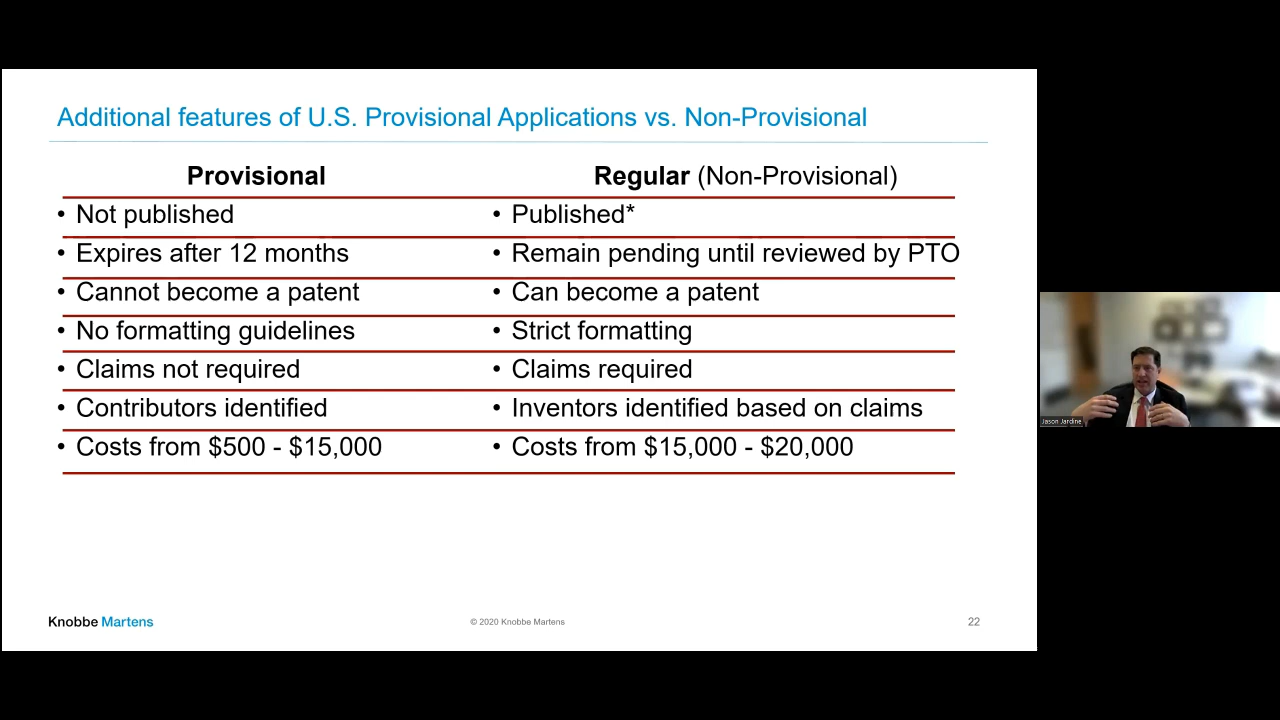 Additional features of U.S. Provisional Applications vs. Non-Provisional
Provisional
Regular (Non-Provisional)
• Not published
• Published*
• Expires after 12 months
• Remain pending until reviewed by PTO
• Cannot become a patent
• Can become a patent
• No formatting guidelines
• Strict formatting
• Claims not required
• Claims required
• Contributors identified
• Inventors identified based on claims
• Costs from $500 - $15,000
• Costs from $15,000 - $20,000
Knobbe Martens
© 2020 Knobbe Martens
22
Jason Jardine